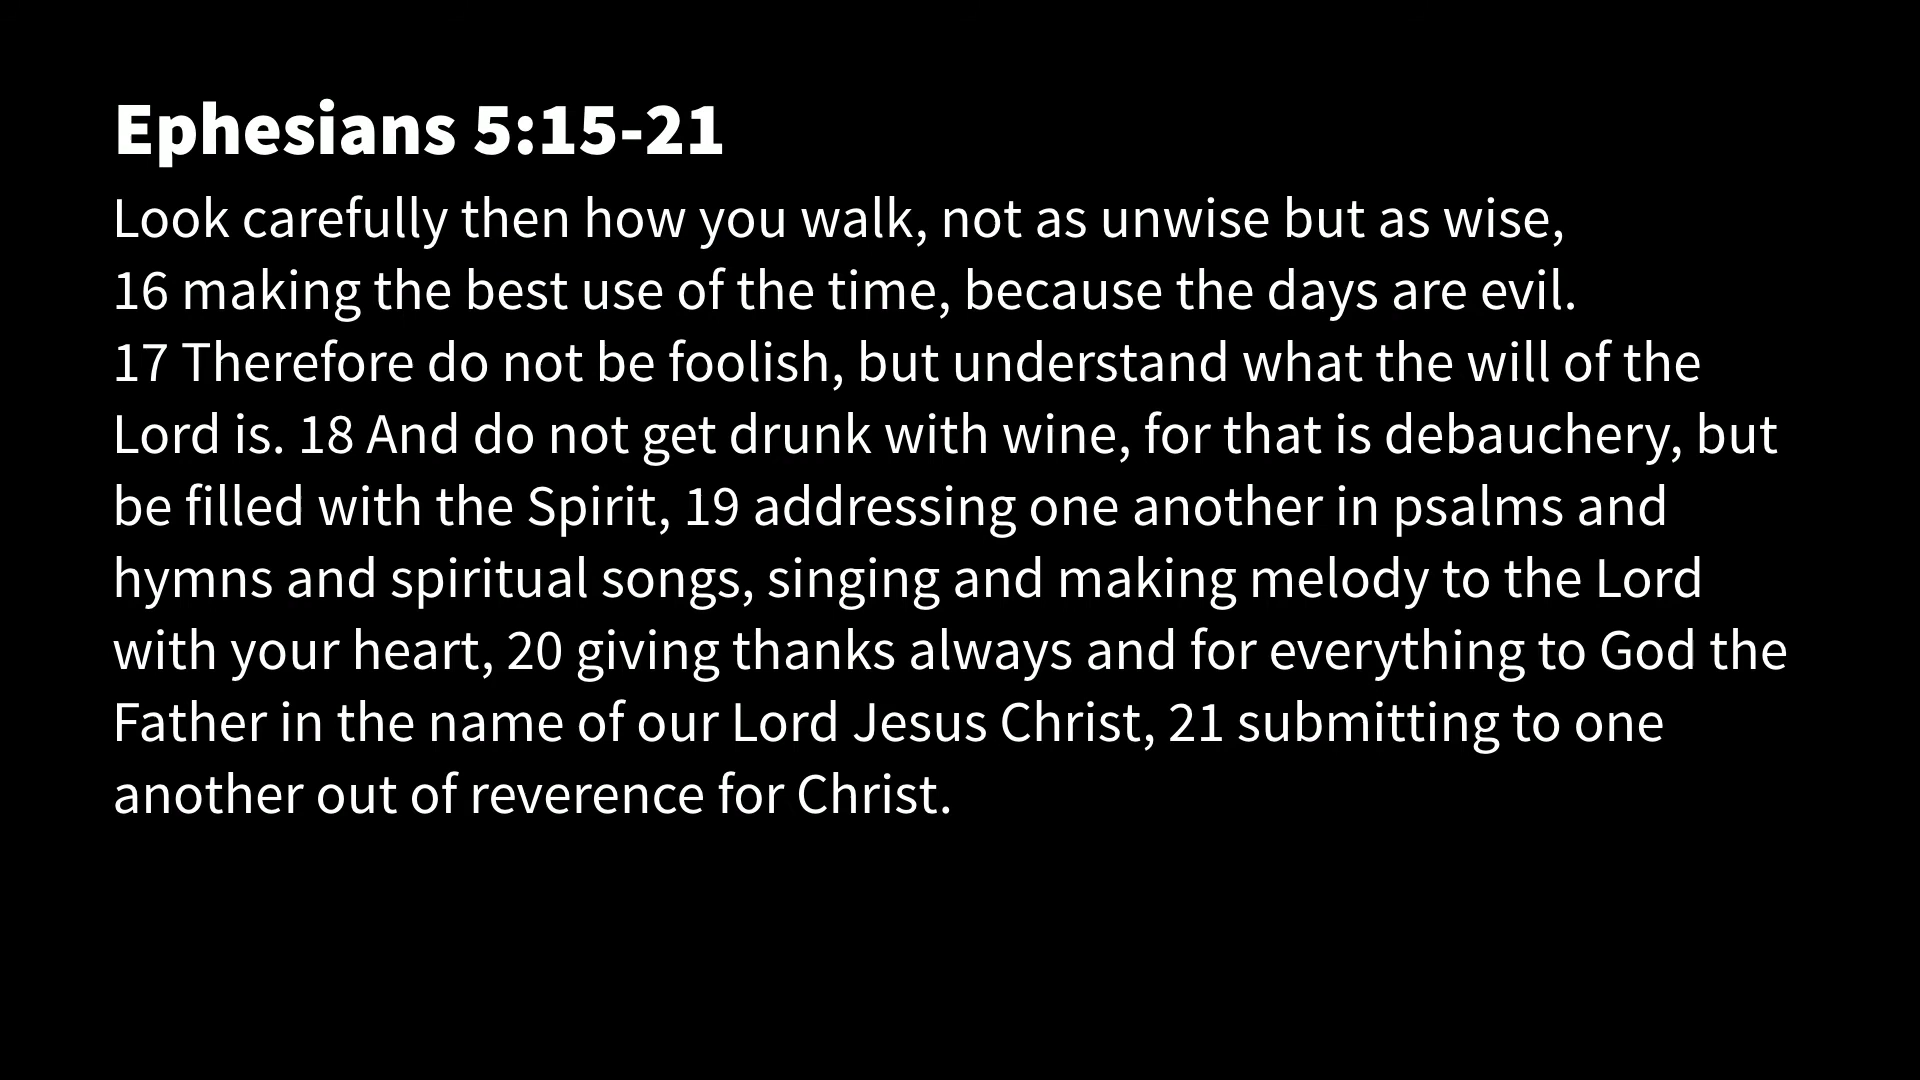 Ephesians 5:15-21
Look carefully then how you walk, not as unwise but as wise,
16 making the best use of the time, because the days are evil.
17 Therefore do not be foolish, but understand what the will of the
Lord is. 18 And do not get drunk with wine, for that is debauchery, but
be filled with the Spirit, 19 addressing one another in psalms and
hymns and spiritual songs, singing and making melody to the Lord
with your heart, 20 giving thanks always and for everything to God the
Father in the name of our Lord Jesus Christ, 21 submitting to one
another out of reverence for Christ.